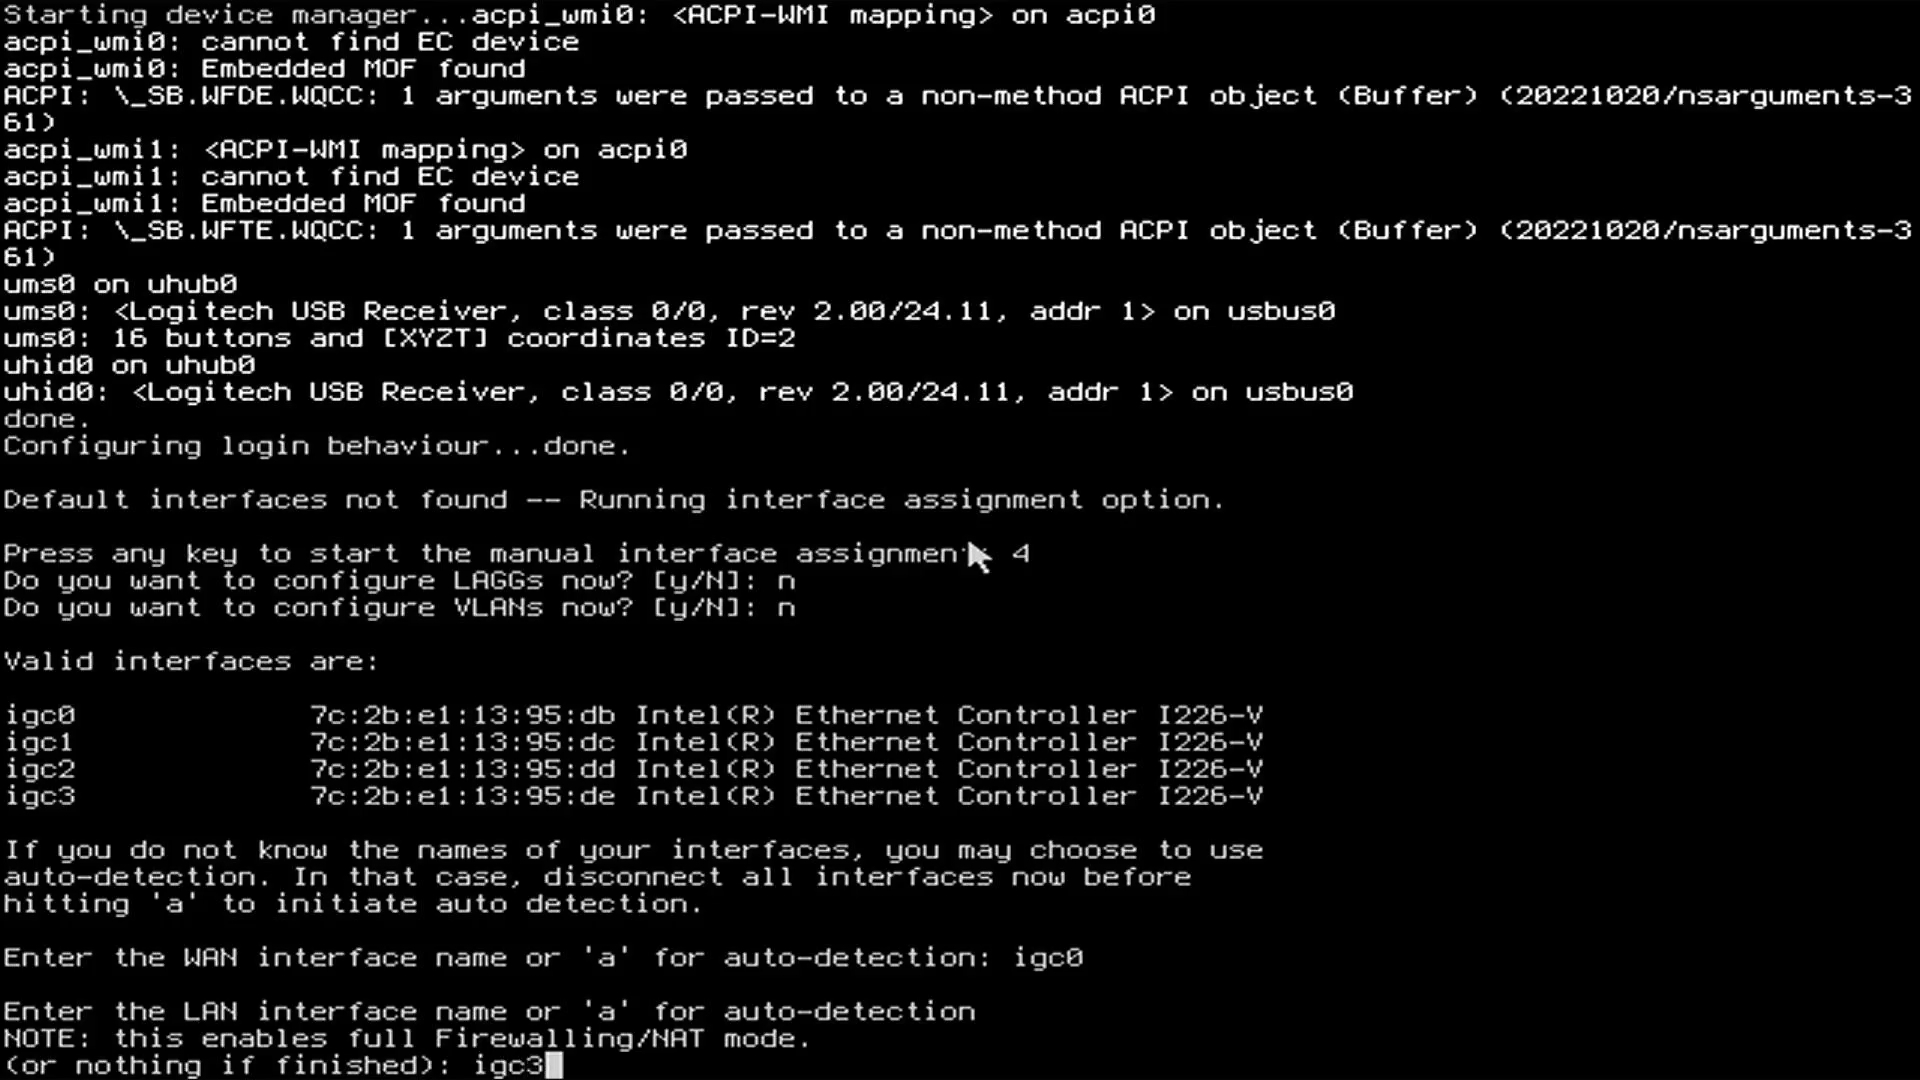 Starting device manager...acpi_wmi0: <ACPI-WMI mapping> on acpi0
acpi_wmi0: cannot find EC device
acpi_wmi0: Embedded MOF found
ACPI: \_SB.WFDE.WQCC: 1 arguments were passed to a non-method ACPI object (Buffer) (20221020/nsarguments-3
61)
acpi_wmi1: <ACPI-WMI mapping> on acpi0
acpi_wmi1: cannot find EC device
acpi_wmi1: Embedded MOF found
ACPI: \_SB.WFTE.WQCC: 1 arguments were passed to a non-method ACPI object (Buffer) (20221020/nsarguments-3
61)
ums0 on uhub0
ums0: <Logitech USB Receiver, class 0/0, rev 2.00/24.11, addr 1> on usbus0
ums0: 16 buttons and [XYZT] coordinates ID=2
uhid0 on uhub0
uhid0: <Logitech USB Receiver, class 0/0, rev 2.00/24.11, addr 1> on usbus0
done.
Configuring login behaviour...done.
Default interfaces not found -- Running interface assignment option.
Press any key to start the manual interface assignment: 4
Do you want to configure LAGGs now? [y/N]: n
Do you want to configure VLANs now? [y/N]: n
Valid interfaces are:
igc0 7c:2b:e1:13:95:db Intel(R) Ethernet Controller I226-V
igc1 7c:2b:e1:13:95:dc Intel(R) Ethernet Controller I226-V
igc2 7c:2b:e1:13:95:dd Intel(R) Ethernet Controller I226-V
igc3 7c:2b:e1:13:95:de Intel(R) Ethernet Controller I226-V
If you do not know the names of your interfaces, you may choose to use
auto-detection. In that case, disconnect all interfaces now before
hitting 'a' to initiate auto detection.
Enter the WAN interface name or 'a' for auto-detection: igc0
Enter the LAN interface name or 'a' for auto-detection
NOTE: this enables full Firewalling/NAT mode.
(or nothing if finished): igc3